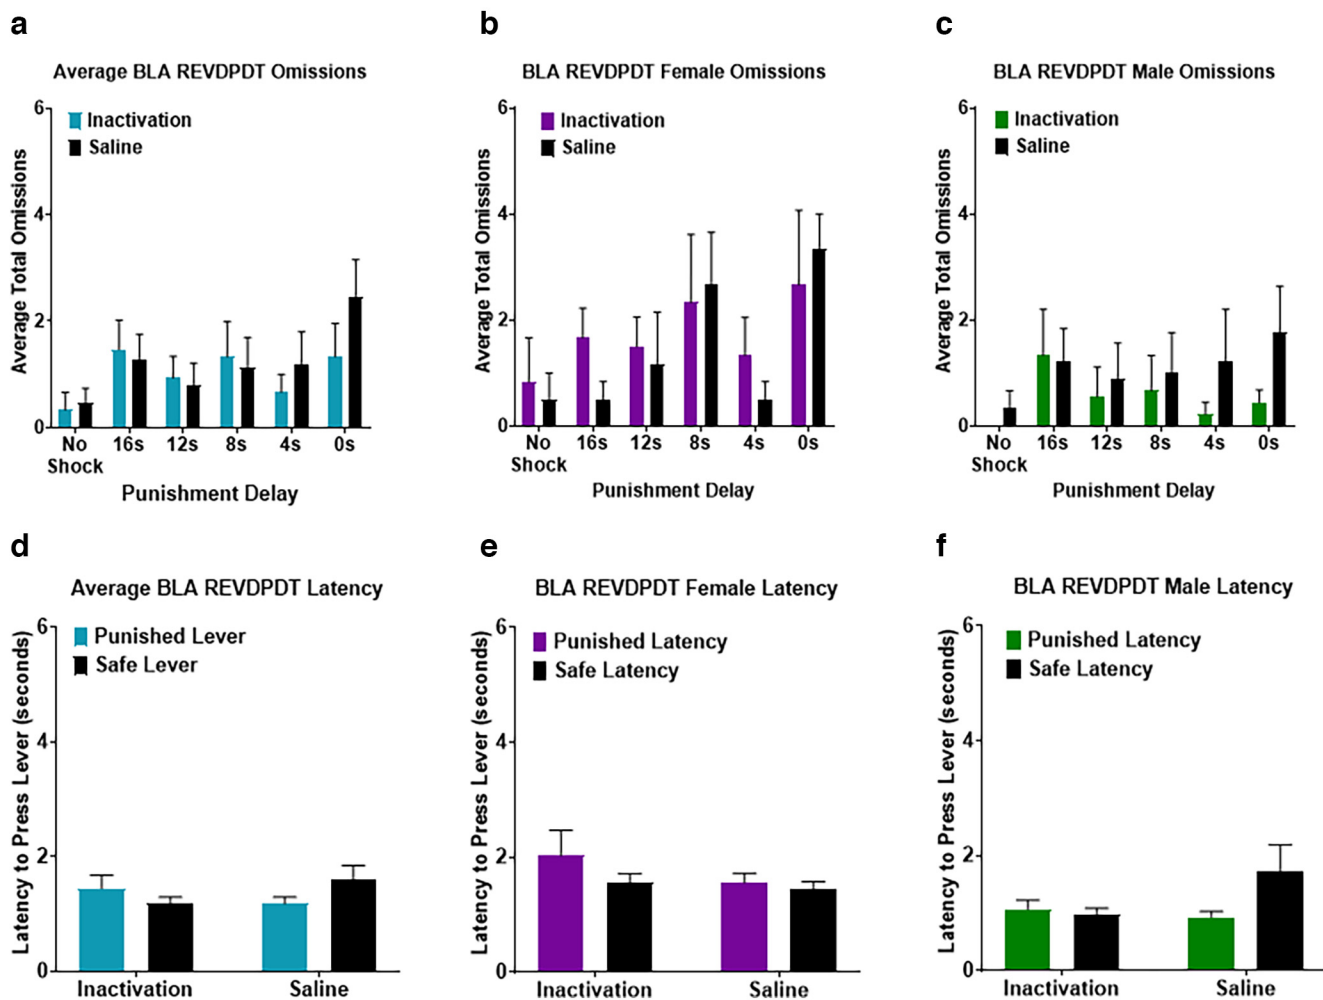 a
Average BLA REVDPDT Omissions
Inactivation
Saline
Average Total Omissions
6
4
2
0
No Shock
16s
12s
8s
4s
0s
Punishment Delay
b
BLA REVDPDT Female Omissions
Inactivation
Saline
Average Total Omissions
6
4
2
0
No Shock
16s
12s
8s
4s
0s
Punishment Delay
c
BLA REVDPDT Male Omissions
Inactivation
Saline
Average Total Omissions
6
4
2
0
No Shock
16s
12s
8s
4s
0s
Punishment Delay
d
Average BLA REVDPDT Latency
Punished Lever
Safe Lever
Latency to Press Lever (seconds)
6
4
2
0
Inactivation
Saline
e
BLA REVDPDT Female Latency
Punished Latency
Safe Latency
Latency to Press Lever (seconds)
6
4
2
0
Inactivation
Saline
f
BLA REVDPDT Male Latency
Punished Latency
Safe Latency
Latency to Press Lever (seconds)
6
4
2
0
Inactivation
Saline